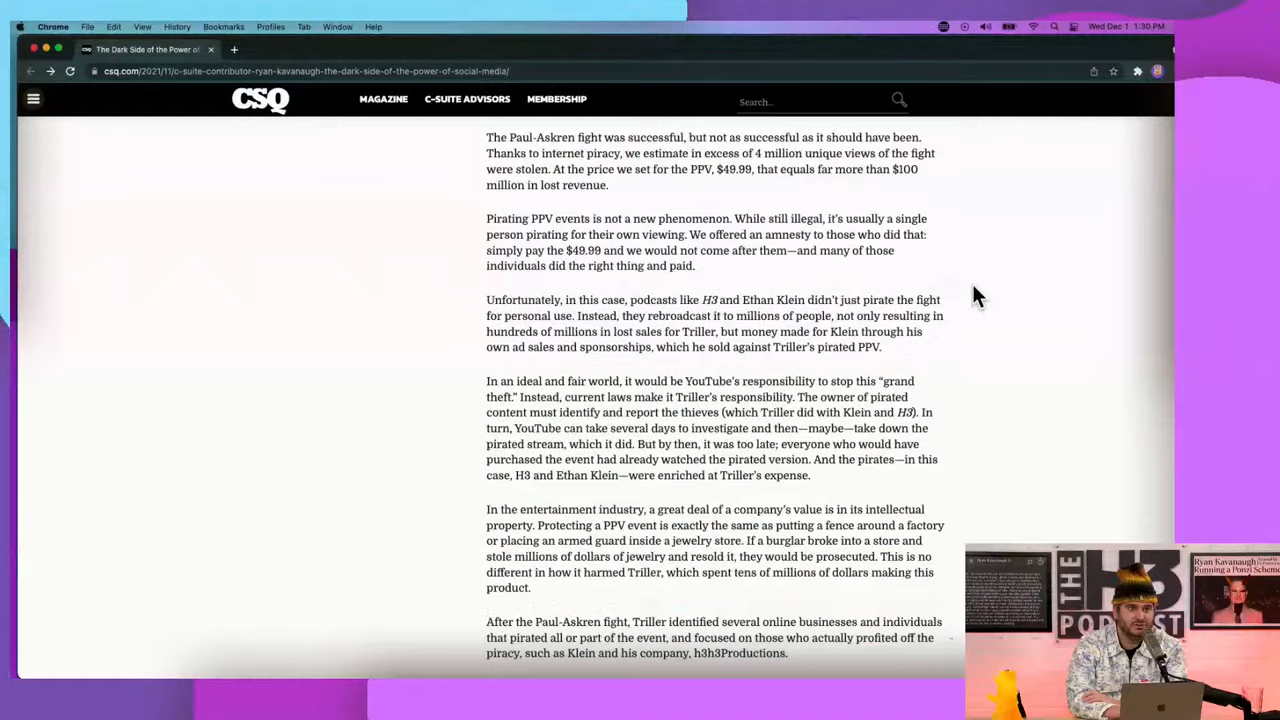 Chrome File Edit View History Bookmarks Profiles Tab Window Help Wed Dec 1 1:30 PM
CSQ The Dark Side of the Power of
csq.com/2021/11/c-suite-contributor-ryan-kavanaugh-the-dark-side-of-the-power-of-social-media/
CSQ MAGAZINE C-SUITE ADVISORS MEMBERSHIP Search...
The Paul-Askren fight was successful, but not as successful as it should have been.
Thanks to internet piracy, we estimate in excess of 4 million unique views of the fight
were stolen. At the price we set for the PPV, $49.99, that equals far more than $100
million in lost revenue.
Pirating PPV events is not a new phenomenon. While still illegal, it's usually a single
person pirating for their own viewing. We offered an amnesty to those who did that:
simply pay the $49.99 and we would not come after them—and many of those
individuals did the right thing and paid.
Unfortunately, in this case, podcasts like H3 and Ethan Klein didn't just pirate the fight
for personal use. Instead, they rebroadcast it to millions of people, not only resulting in
hundreds of millions in lost sales for Triller, but money made for Klein through his
own ad sales and sponsorships, which he sold against Triller's pirated PPV.
In an ideal and fair world, it would be YouTube's responsibility to stop this “grand
theft.” Instead, current laws make it Triller's responsibility. The owner of pirated
content must identify and report the thieves (which Triller did with Klein and H3). In
turn, YouTube can take several days to investigate and then—maybe—take down the
pirated stream, which it did. But by then, it was too late; everyone who would have
purchased the event had already watched the pirated version. And the pirates—in this
case, H3 and Ethan Klein—were enriched at Triller's expense.
In the entertainment industry, a great deal of a company's value is in its intellectual
property. Protecting a PPV event is exactly the same as putting a fence around a factory
or placing an armed guard inside a jewelry store. If a burglar broke into a store and
stole millions of dollars of jewelry and resold it, they would be prosecuted. This is no
different in how it harmed Triller, which spent tens of millions of dollars making this
product.
After the Paul-Askren fight, Triller identified several online businesses and individuals
that pirated all or part of the event, and focused on those who actually profited off the
piracy, such as Klein and his company, h3h3Productions.
THE
PODCAST
Ryan Kavanaugh
Running a Ponzi Scheme